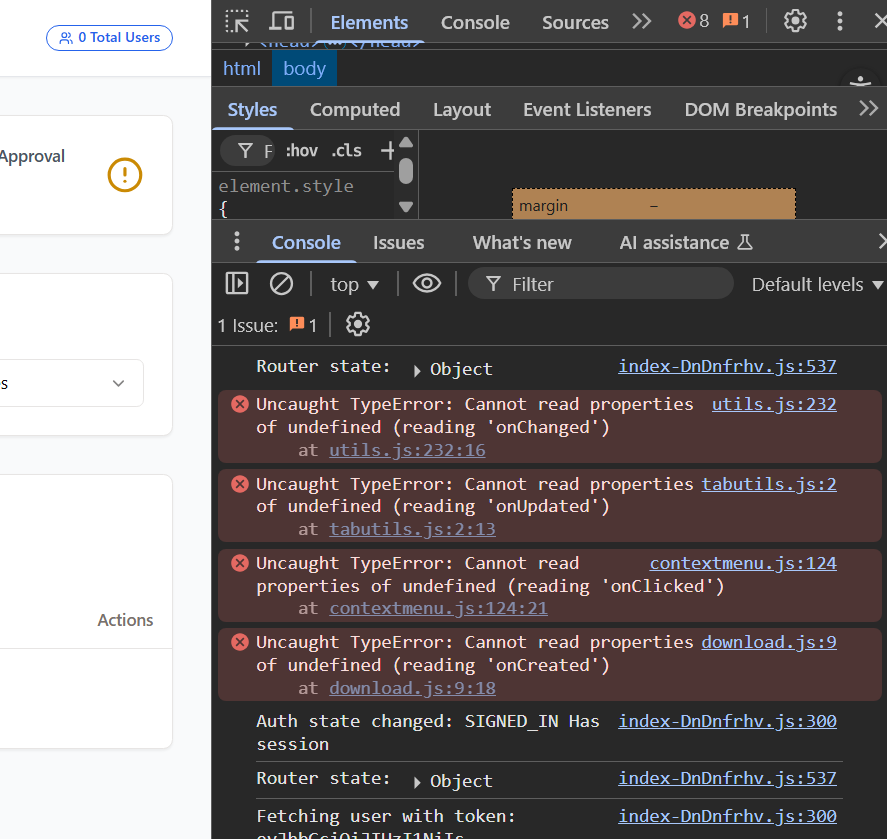 0 Total Users
Approval
Actions
Elements Console Sources 8 1
html body
Styles Computed Layout Event Listeners DOM Breakpoints
F :hov .cls
element.style
{
margin –
Console Issues What's new AI assistance
top Filter Default levels
1 Issue: 1
Router state: Object index-DnDnfrhv.js:537
Uncaught TypeError: Cannot read properties utils.js:232
of undefined (reading 'onChanged')
at utils.js:232:16
Uncaught TypeError: Cannot read properties tabutils.js:2
of undefined (reading 'onUpdated')
at tabutils.js:2:13
Uncaught TypeError: Cannot read contextmenu.js:124
properties of undefined (reading 'onClicked')
at contextmenu.js:124:21
Uncaught TypeError: Cannot read properties download.js:9
of undefined (reading 'onCreated')
at download.js:9:18
Auth state changed: SIGNED_IN Has index-DnDnfrhv.js:300
session
Router state: Object index-DnDnfrhv.js:537
Fetching user with token: index-DnDnfrhv.js:300